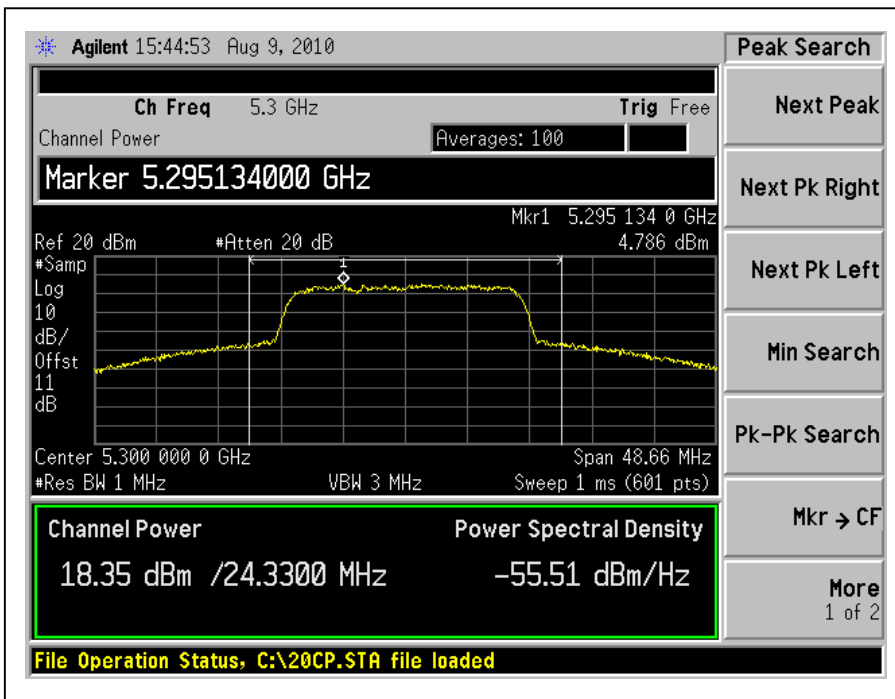 Agilent 15:44:53 Aug 9, 2010
Peak Search
Ch Freq 5.3 GHz Trig Free
Channel Power Averages: 100
Marker 5.295134000 GHz
Mkr1 5.295 134 0 GHz
Ref 20 dBm #Atten 20 dB 4.786 dBm
#Samp
Log
10
dB/
Offst
11
dB
1
Center 5.300 000 0 GHz Span 48.66 MHz
#Res BW 1 MHz VBW 3 MHz Sweep 1 ms (601 pts)
Channel Power Power Spectral Density
18.35 dBm /24.3300 MHz -55.51 dBm/Hz
File Operation Status, C:\20CP.STA file loaded
Next Peak
Next Pk Right
Next Pk Left
Min Search
Pk-Pk Search
Mkr → CF
More
1 of 2